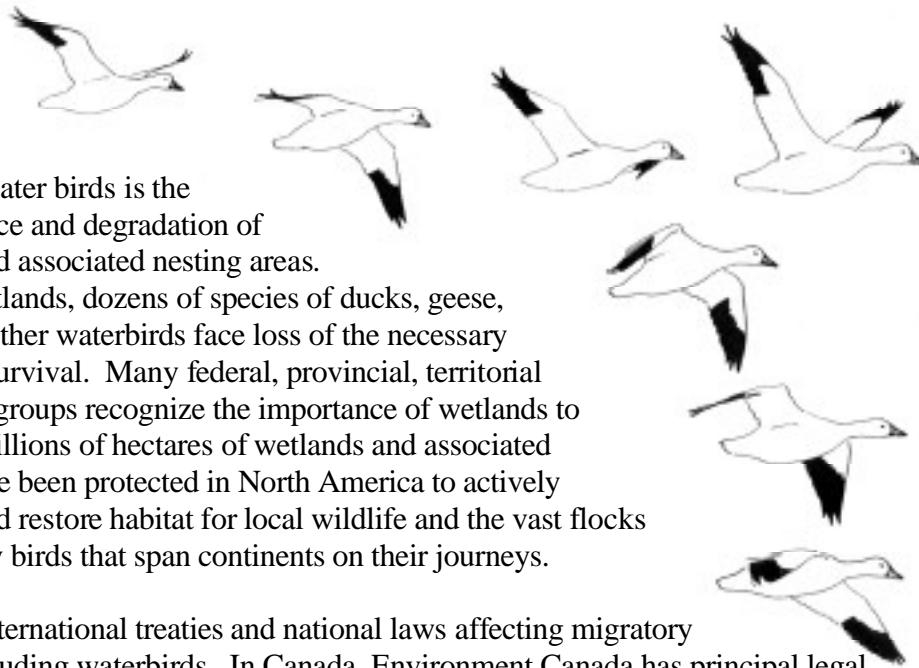 ater birds is the
ce and degradation of
d associated nesting areas.
tlands, dozens of species of ducks, geese,
ther waterbirds face loss of the necessary
urvival. Many federal, provincial, territorial
groups recognize the importance of wetlands to
illions of hectares of wetlands and associated
e been protected in North America to actively
d restore habitat for local wildlife and the vast flocks
y birds that span continents on their journeys.
ternational treaties and national laws affecting migratory
uding waterbirds. In Canada, Environment Canada has principal legal